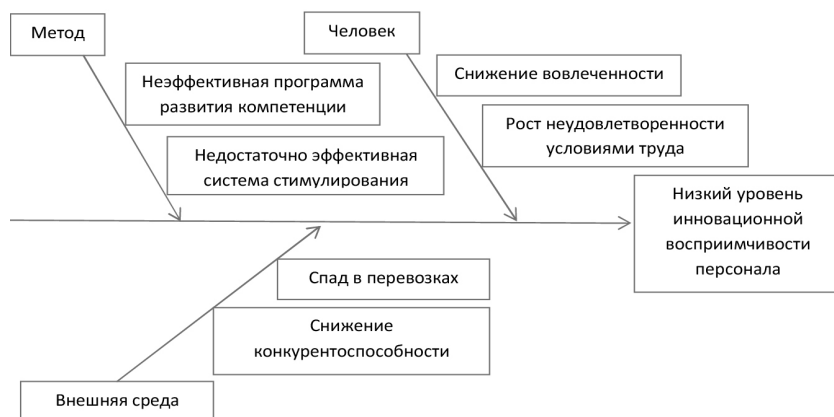 Метод
Человек
Неэффективная программа
развития компетенции
Снижение вовлеченности
Недостаточно эффективная
система стимулирования
Рост неудовлетворенности
условиями труда
Низкий уровень
инновационной
восприимчивости
персонала
Спад в перевозках
Снижение
конкурентоспособности
Внешняя среда